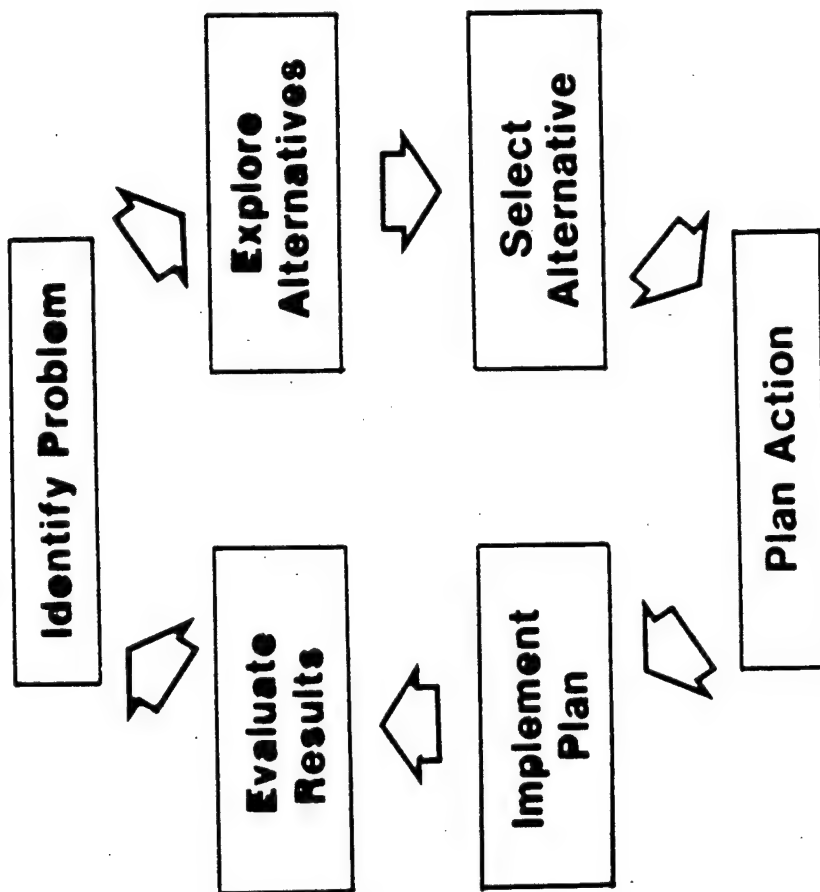 Identify Problem
Explore
Alternatives
Select
Alternative
Plan Action
Implement
Plan
Evaluate
Results